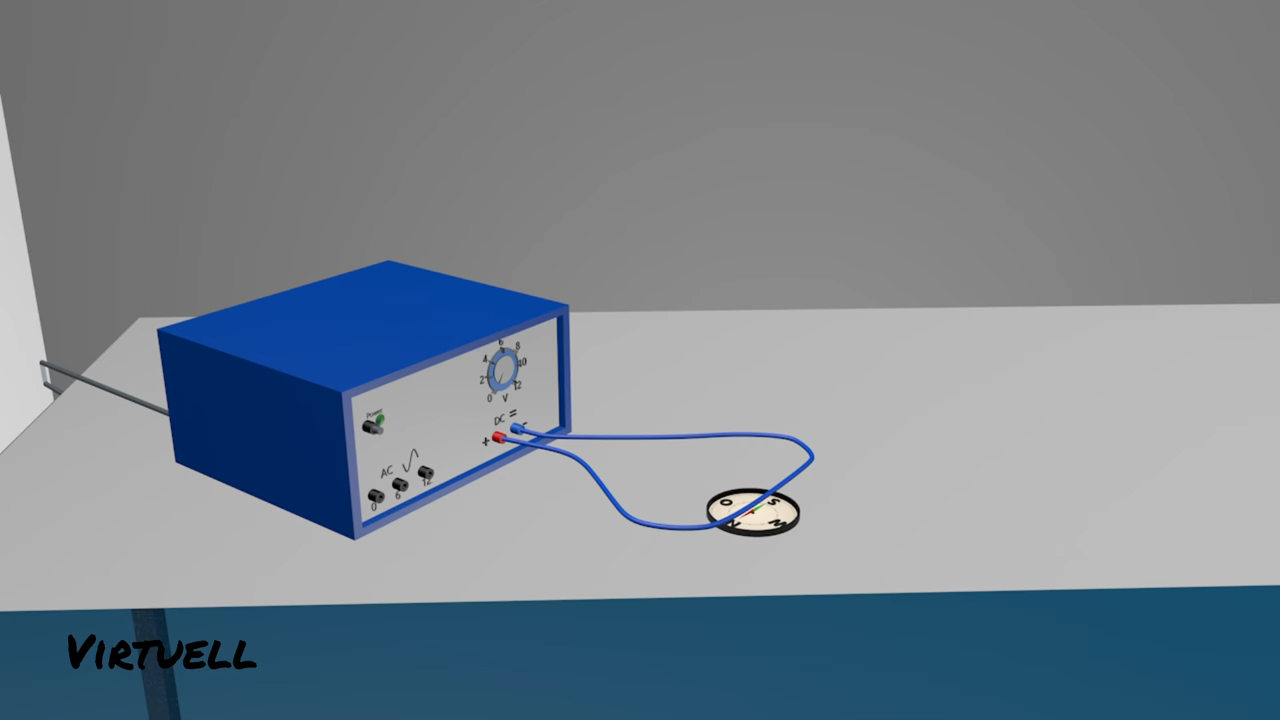 6
4 8
2 10
0 V 12
Power
DC =
+ -
AC
0 6 12
O S
N W
Virtuell